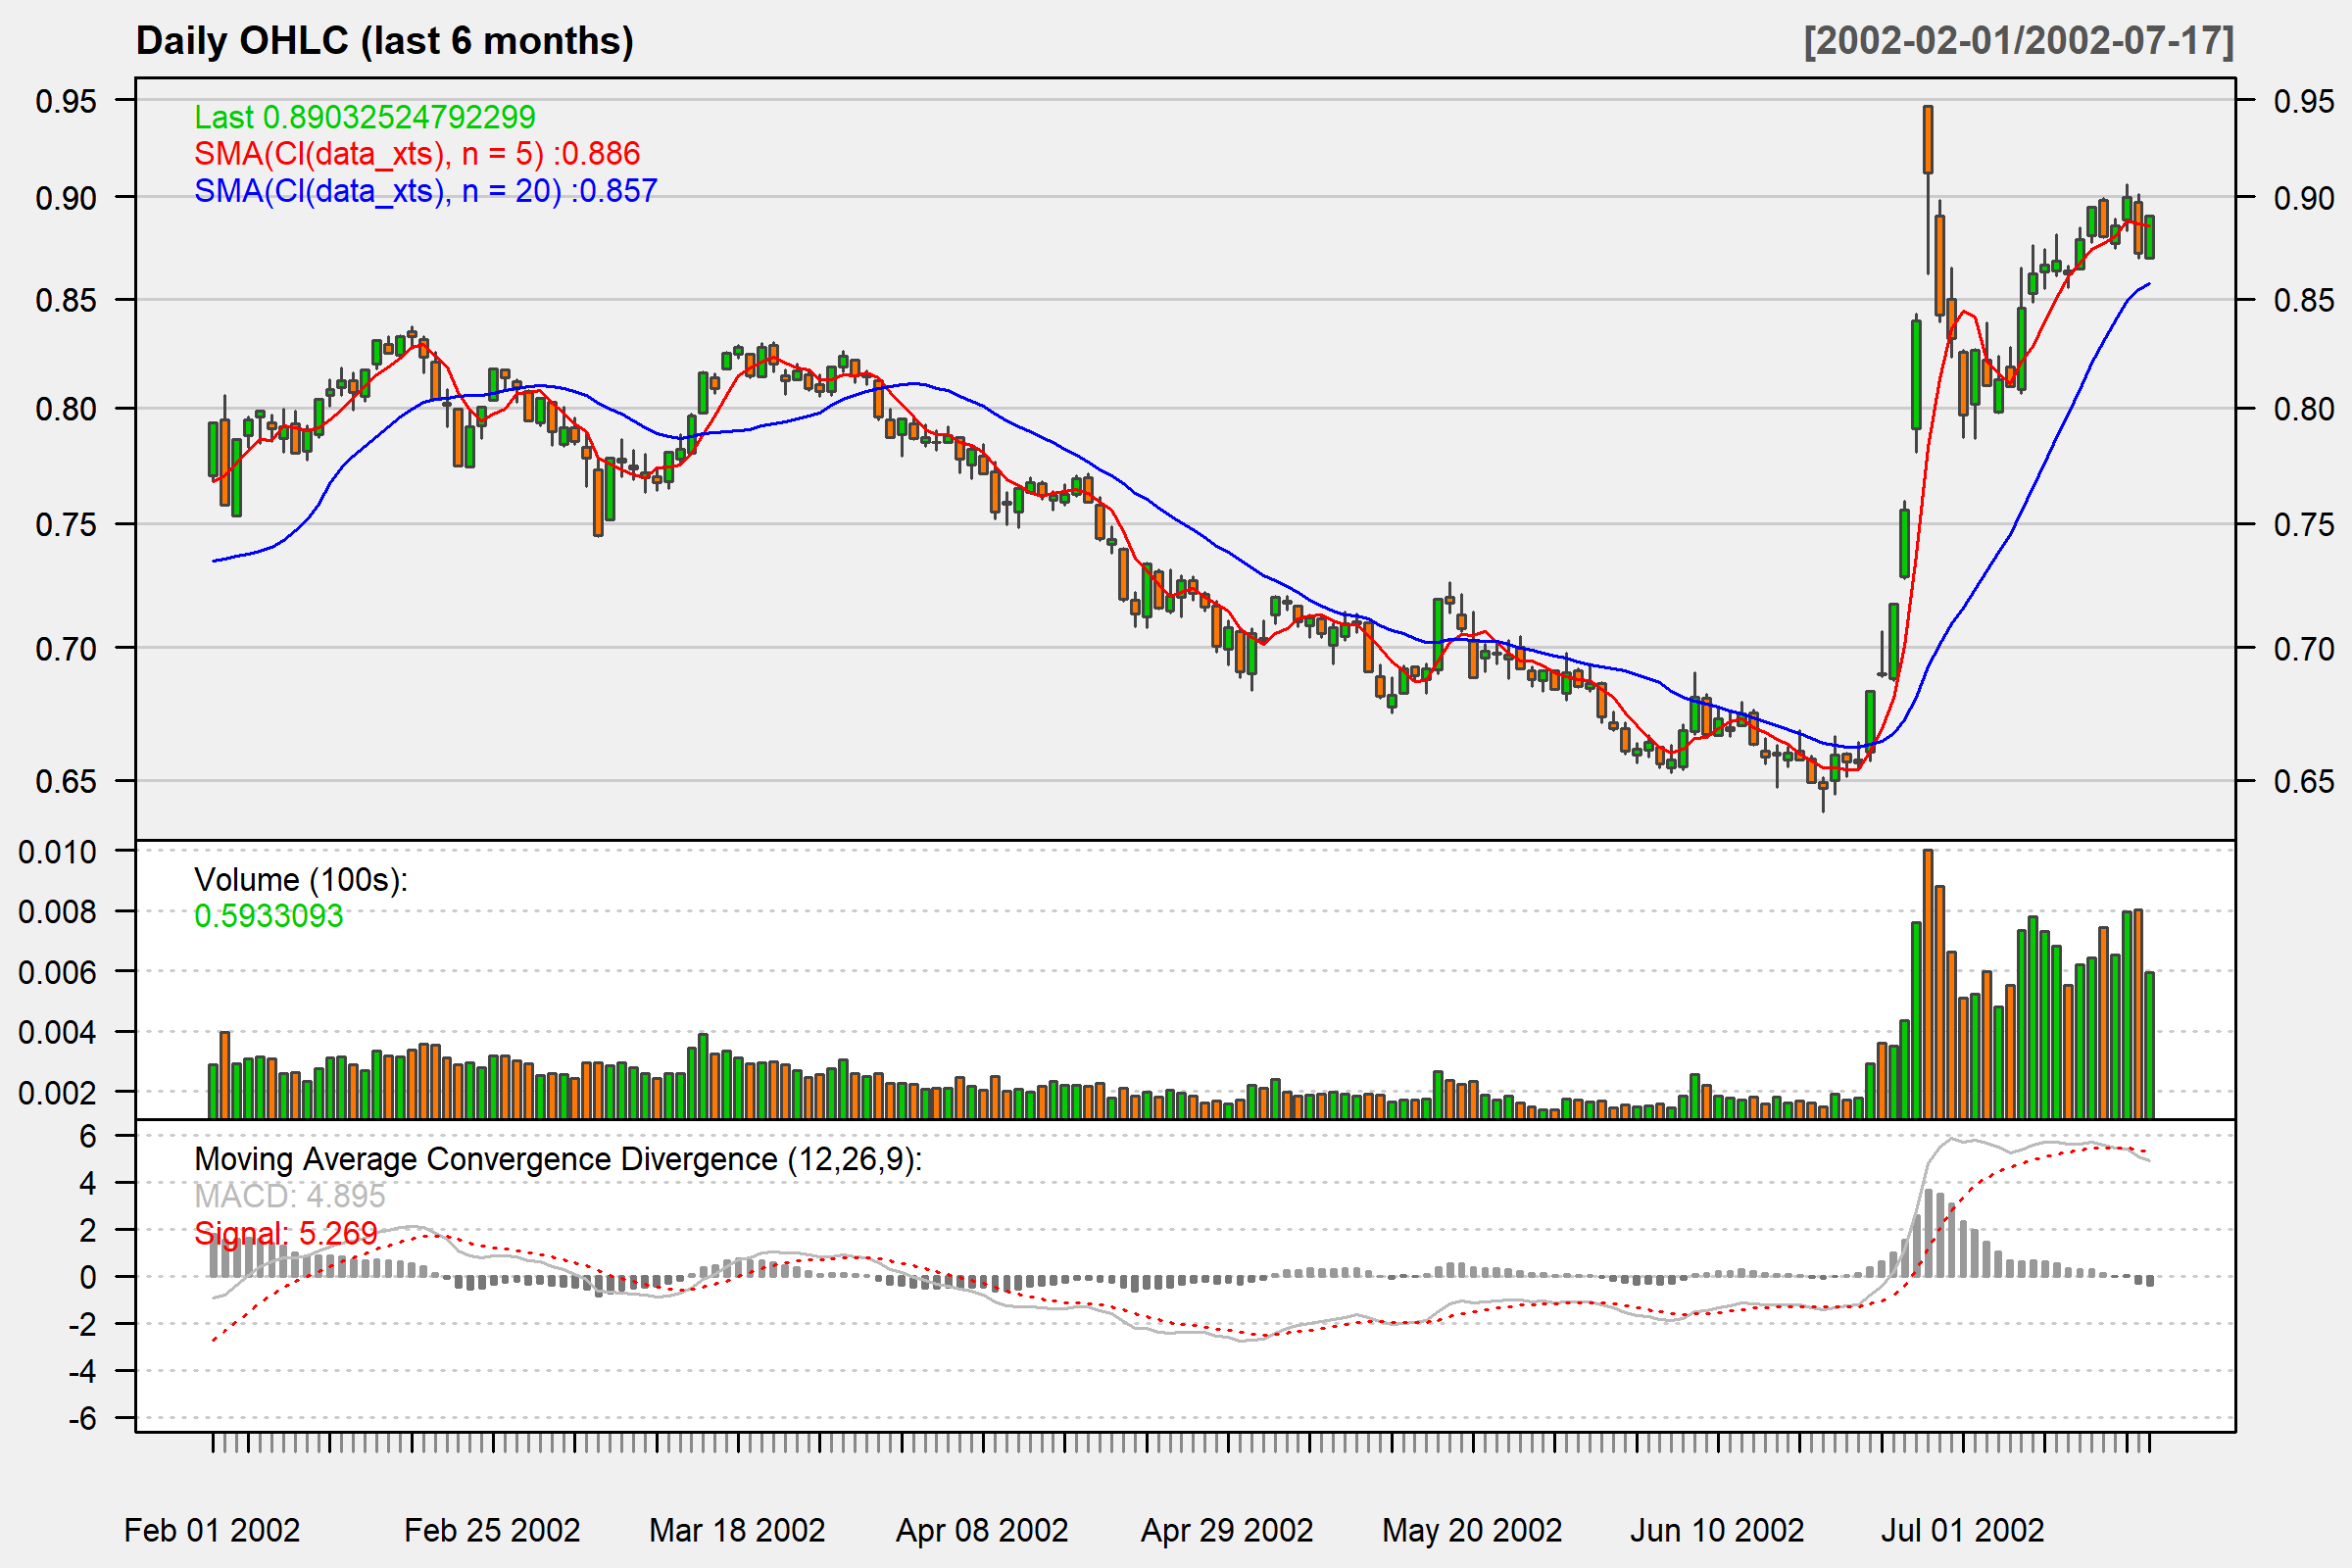 Daily OHLC (last 6 months) [2002-02-01/2002-07-17]
Last 0.89032524792299
SMA(Cl(data_xts), n = 5) :0.886
SMA(Cl(data_xts), n = 20) :0.857
0.95 0.95
0.90 0.90
0.85 0.85
0.80 0.80
0.75 0.75
0.70 0.70
0.65 0.65
Volume (100s):
0.5933093
0.010
0.008
0.006
0.004
0.002
Moving Average Convergence Divergence (12,26,9):
MACD: 4.895
Signal: 5.269
6
4
2
0
-2
-4
-6
Feb 01 2002 Feb 25 2002 Mar 18 2002 Apr 08 2002 Apr 29 2002 May 20 2002 Jun 10 2002 Jul 01 2002